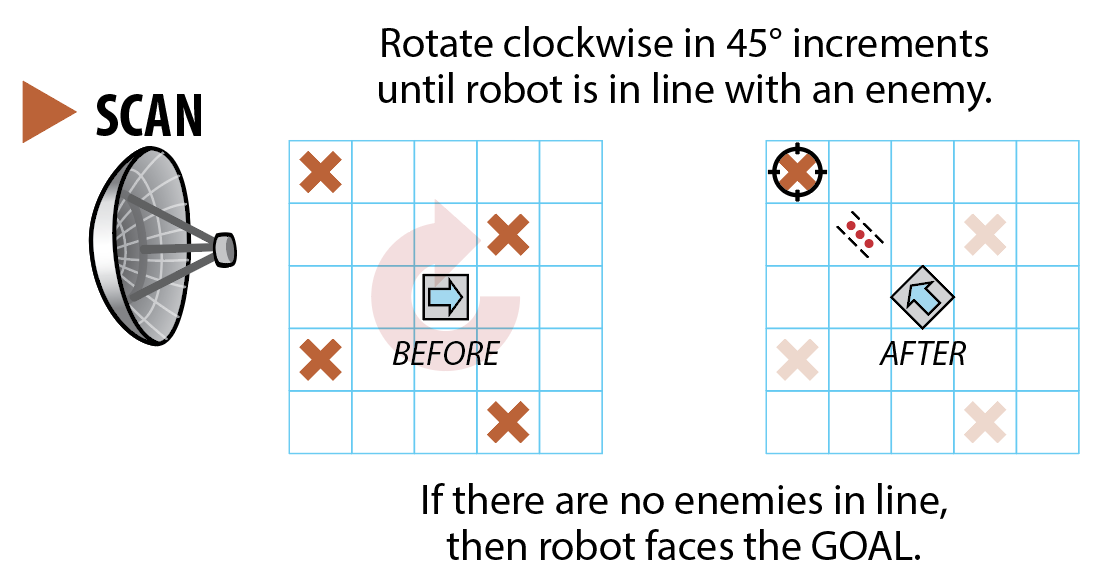 Rotate clockwise in 45° increments
until robot is in line with an enemy.
SCAN
BEFORE
AFTER
If there are no enemies in line,
then robot faces the GOAL.